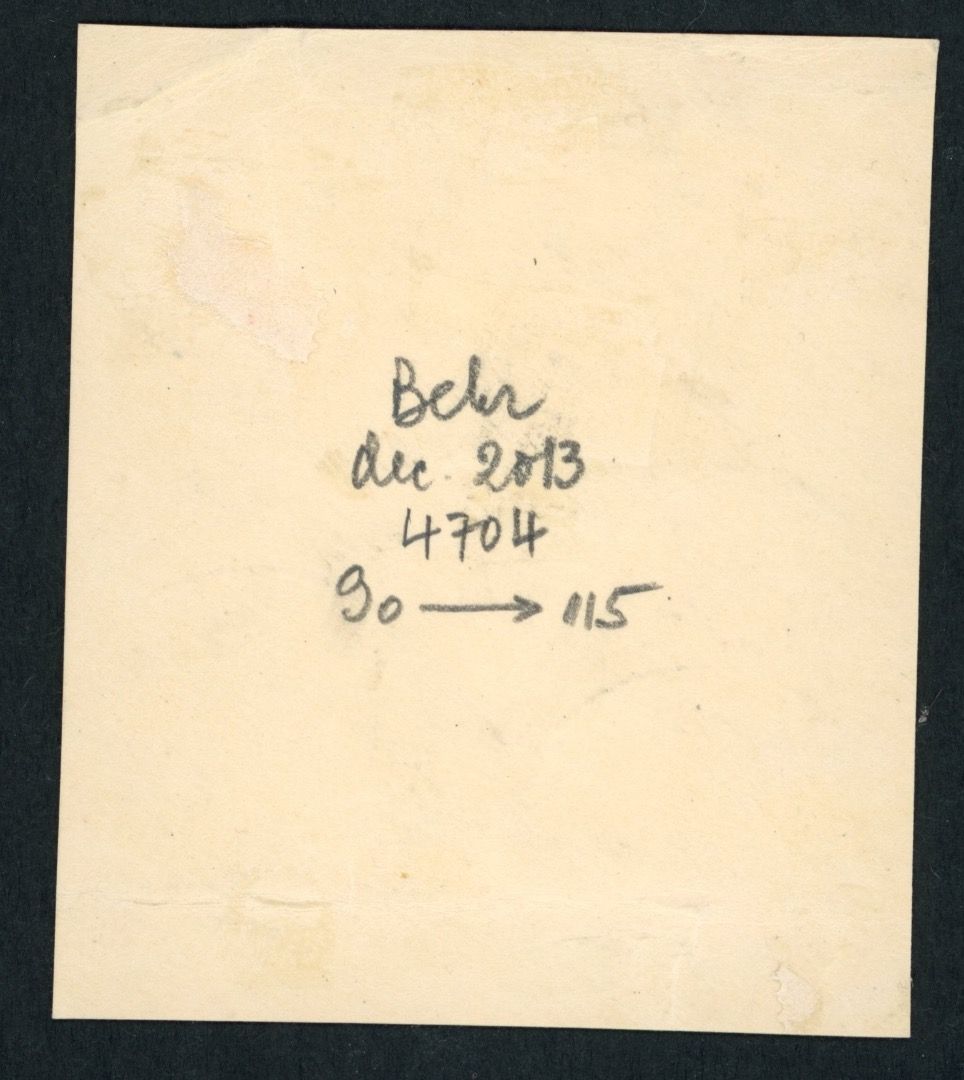 Behr
dec. 2013
4704
90 → 115